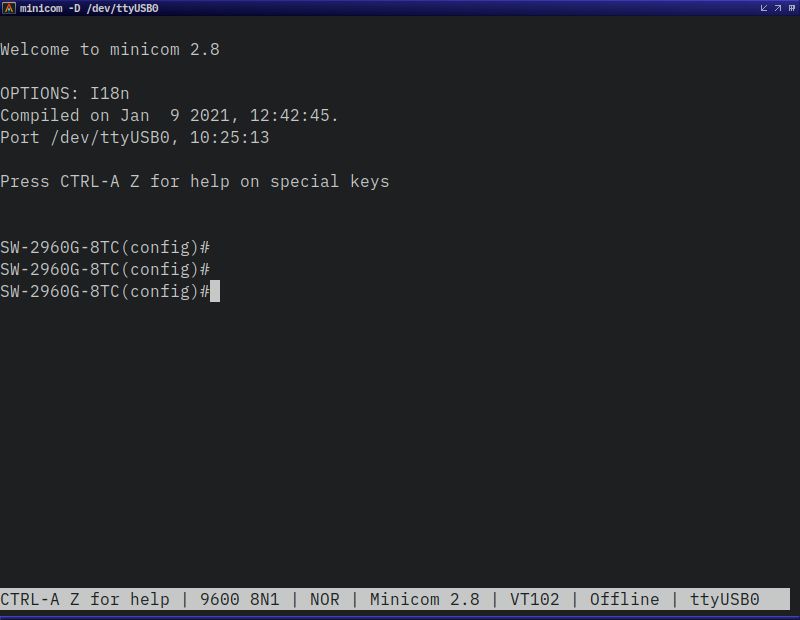 minicom -D /dev/ttyUSB0
Welcome to minicom 2.8
OPTIONS: I18n
Compiled on Jan  9 2021, 12:42:45.
Port /dev/ttyUSB0, 10:25:13
Press CTRL-A Z for help on special keys
SW-2960G-8TC(config)#
SW-2960G-8TC(config)#
SW-2960G-8TC(config)#
CTRL-A Z for help | 9600 8N1 | NOR | Minicom 2.8 | VT102 | Offline | ttyUSB0